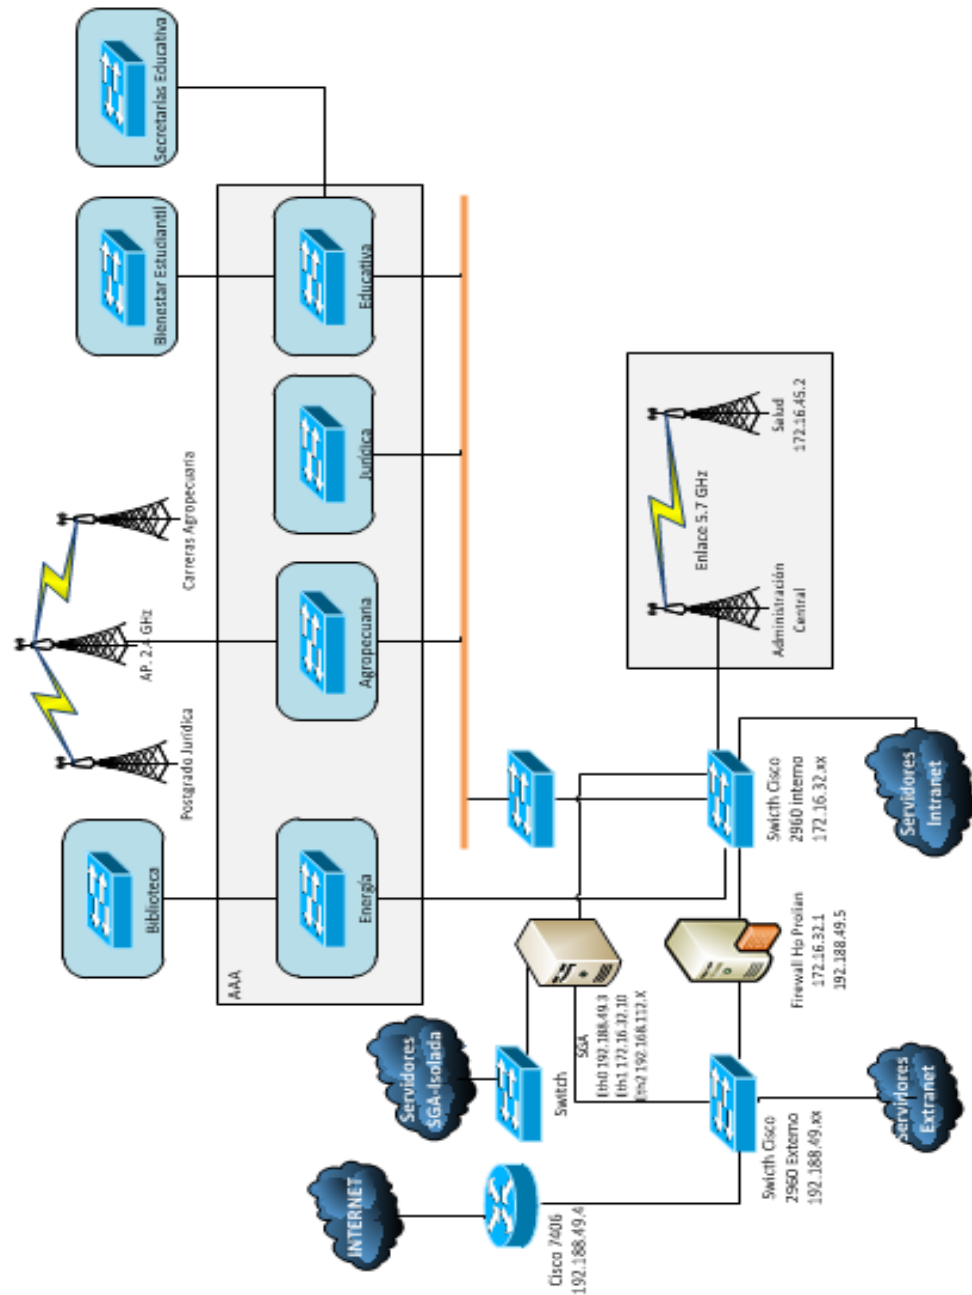 INTERNET
Cisco 7406
192.188.49.4
Servidores
SGA-Isolada
Switch
SGA
Eth0 192.188.49.3
Eth1 172.16.32.10
Eth2 192.168.112.X
Swicth Cisco
2960 Externo
192.188.49.xx
Servidores
Extranet
Firewall Hp Prolian
172.16.32.1
192.188.49.5
Swicth Cisco
2960 interno
172.16.32.xx
Servidores
Intranet
Administración
Central
Enlace 5.7 GHz
Salud
172.16.45.2
AAA
Biblioteca
Energía
Postgrado Jurídica
AP. 2.4 GHz
Carreras Agropecuaria
Agropecuaria
Jurídica
Bienestar Estudiantil
Educativa
Secretarías Educativa